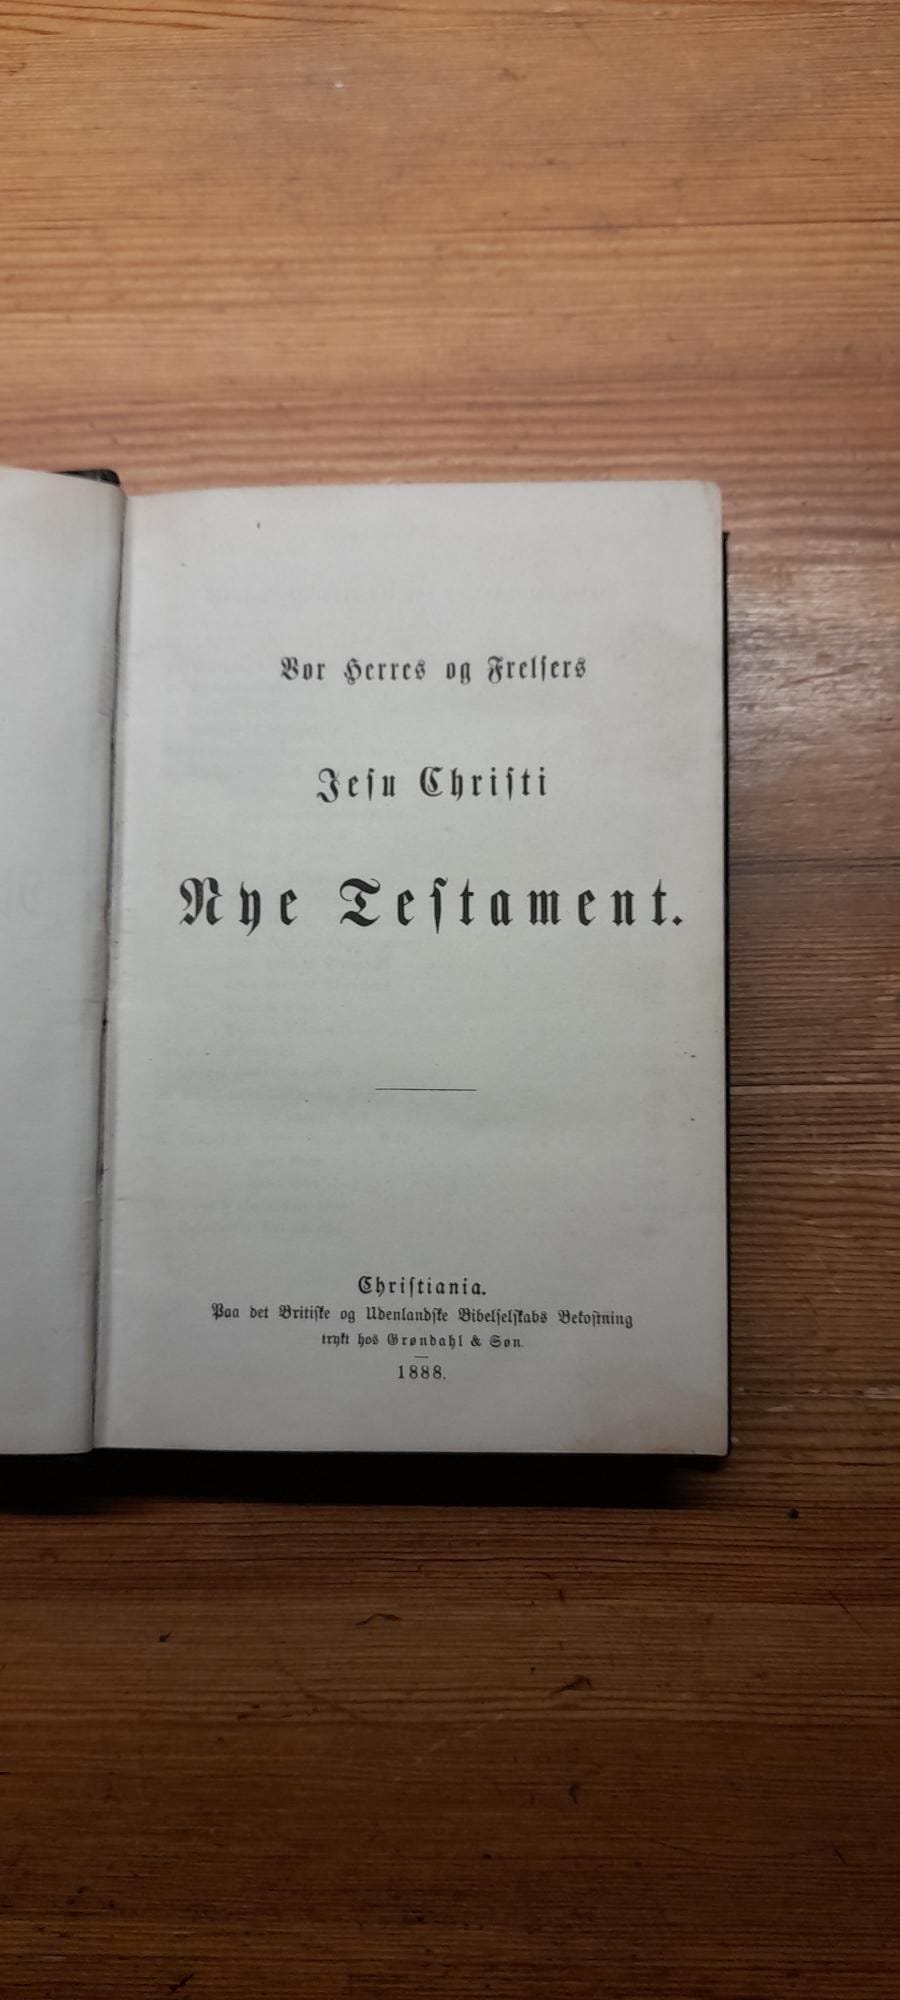 Vor Herres og Frelsers
Jesu Christi
Nye Testament.
Christiania.
Paa det Britiske og Udenlandske Bibelselskabs Bekostning
trykt hos Grøndahl & Søn.
1888.